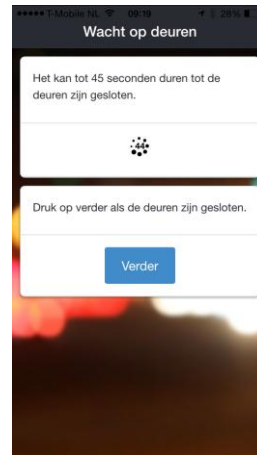 T-Mobile NL 09:19 28%
Wacht op deuren
Het kan tot 45 seconden duren tot de
deuren zijn gesloten.
44
Druk op verder als de deuren zijn gesloten.
Verder